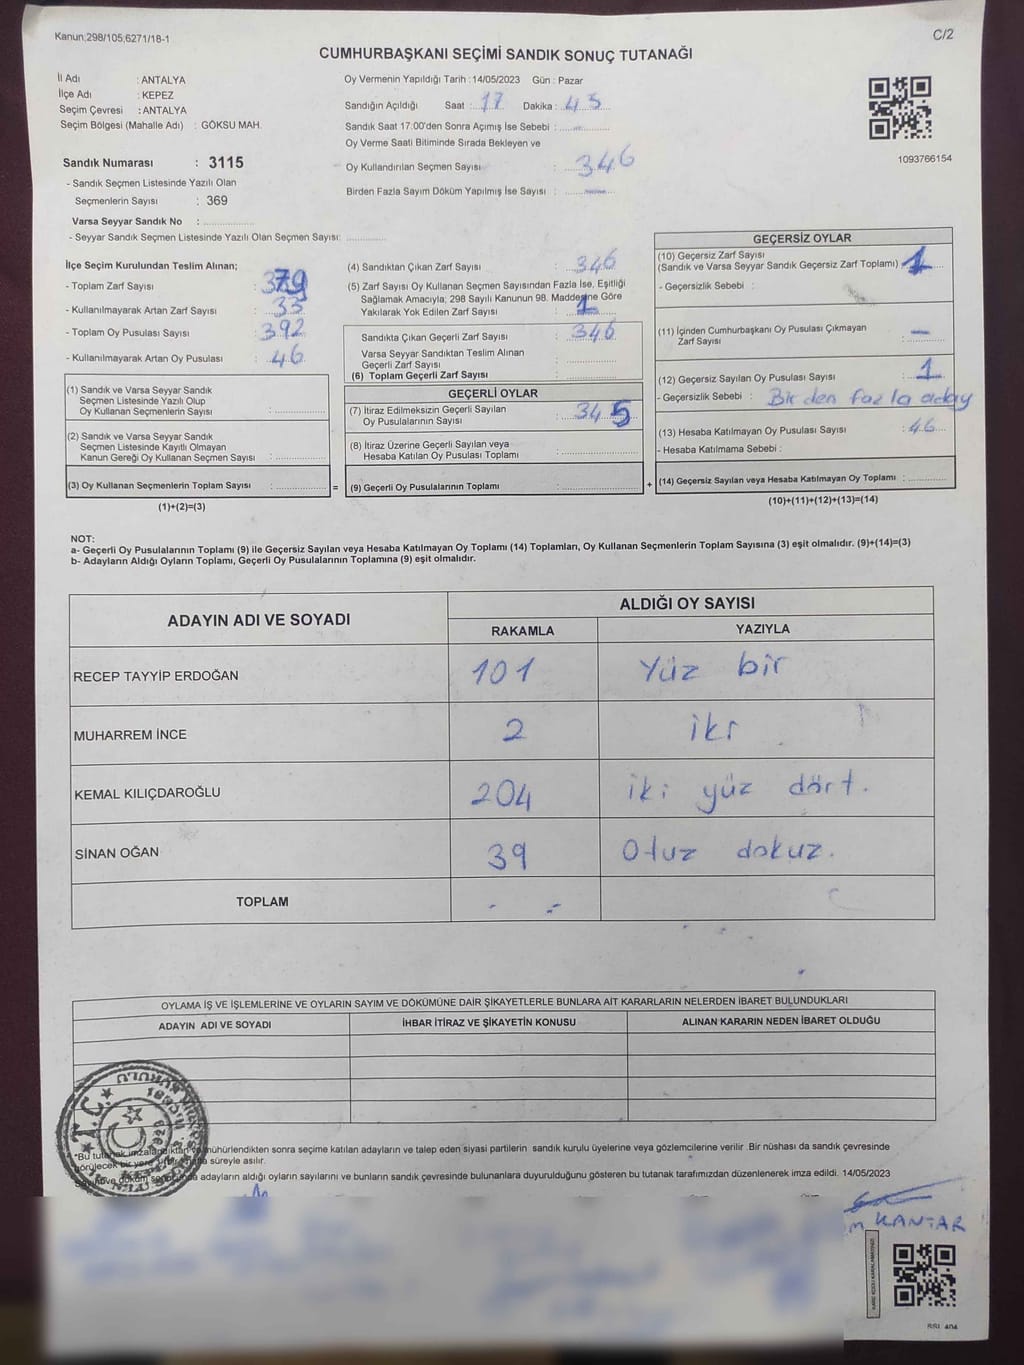 Kanun;298/105;6271/18-1
C/2
CUMHURBAŞKANI SEÇİMİ SANDIK SONUÇ TUTANAĞI
İl Adı : ANTALYA
İlçe Adı : KEPEZ
Seçim Çevresi : ANTALYA
Seçim Bölgesi (Mahalle Adı) : GÖKSU MAH.
Sandık Numarası : 3115
- Sandık Seçmen Listesinde Yazılı Olan
Seçmenlerin Sayısı : 369
Varsa Seyyar Sandık No :
- Seyyar Sandık Seçmen Listesinde Yazılı Olan Seçmen Sayısı:
Oy Vermenin Yapıldığı Tarih :14/05/2023 Gün : Pazar
Sandığın Açıldığı Saat : 17 Dakika : 45
Sandık Saat 17.00'den Sonra Açımış İse Sebebi :
Oy Verme Saati Bitiminde Sırada Bekleyen ve
Oy Kullandırılan Seçmen Sayısı : 346
Birden Fazla Sayım Döküm Yapılmış İse Sayısı :
1093766154
İlçe Seçim Kurulundan Teslim Alınan;
- Toplam Zarf Sayısı : 379
- Kullanılmayarak Artan Zarf Sayısı : 33
- Toplam Oy Pusulası Sayısı : 392
- Kullanılmayarak Artan Oy Pusulası : 46
(1) Sandık ve Varsa Seyyar Sandık
Seçmen Listesinde Yazılı Olup
Oy Kullanan Seçmenlerin Sayısı :
(2) Sandık ve Varsa Seyyar Sandık
Seçmen Listesinde Kayıtlı Olmayan
Kanun Gereği Oy Kullanan Seçmen Sayısı :
(3) Oy Kullanan Seçmenlerin Toplam Sayısı :
(1)+(2)=(3)
(4) Sandıktan Çıkan Zarf Sayısı : 346
(5) Zarf Sayısı Oy Kullanan Seçmen Sayısından Fazla İse, Eşitliği
Sağlamak Amacıyla; 298 Sayılı Kanunun 98. Maddesine Göre
Yakılarak Yok Edilen Zarf Sayısı : 1
Sandıkta Çıkan Geçerli Zarf Sayısı : 346
Varsa Seyyar Sandıktan Teslim Alınan
Geçerli Zarf Sayısı :
(6) Toplam Geçerli Zarf Sayısı :
GEÇERLİ OYLAR
(7) İtiraz Edilmeksizin Geçerli Sayılan
Oy Pusulalarının Sayısı : 345
(8) İtiraz Üzerine Geçerli Sayılan veya
Hesaba Katılan Oy Pusulası Toplamı :
= (9) Geçerli Oy Pusulalarının Toplamı :
GEÇERSİZ OYLAR
(10) Geçersiz Zarf Sayısı
(Sandık ve Varsa Seyyar Sandık Geçersiz Zarf Toplamı) 1
- Geçersizlik Sebebi :
(11) İçinden Cumhurbaşkanı Oy Pusulası Çıkmayan
Zarf Sayısı : -
(12) Geçersiz Sayılan Oy Pusulası Sayısı : 1
- Geçersizlik Sebebi : Birden fazla aday
(13) Hesaba Katılmayan Oy Pusulası Sayısı : 46
- Hesaba Katılmama Sebebi :
+ (14) Geçersiz Sayılan veya Hesaba Katılmayan Oy Toplamı :
(10)+(11)+(12)+(13)=(14)
NOT:
a- Geçerli Oy Pusulalarının Toplamı (9) ile Geçersiz Sayılan veya Hesaba Katılmayan Oy Toplamı (14) Toplamları, Oy Kullanan Seçmenlerin Toplam Sayısına (3) eşit olmalıdır. (9)+(14)=(3)
b- Adayların Aldığı Oyların Toplamı, Geçerli Oy Pusulalarının Toplamına (9) eşit olmalıdır.
ADAYIN ADI VE SOYADI
ALDIĞI OY SAYISI
RAKAMLA YAZIYLA
RECEP TAYYİP ERDOĞAN 101 Yüz bir
MUHARREM İNCE 2 iki
KEMAL KILIÇDAROĞLU 204 iki yüz dört.
SİNAN OĞAN 39 Otuz dokuz.
TOPLAM
OYLAMA İŞ VE İŞLEMLERİNE VE OYLARIN SAYIM VE DÖKÜMÜNE DAİR ŞİKAYETLERLE BUNLARA AİT KARARLARIN NELERDEN İBARET BULUNDUKLARI
ADAYIN ADI VE SOYADI İHBAR İTİRAZ VE ŞİKAYETİN KONUSU ALINAN KARARIN NEDEN İBARET OLDUĞU
T.C.
*Bu tutanak imzalandıktan ve mühürlendikten sonra seçime katılan adayların ve talep eden siyasi partilerin sandık kurulu üyelerine veya gözlemcilerine verilir .Bir nüshası da sandık çevresinde
görülecek bir yere süreyle asılır.
adayların aldığı oyların sayılarını ve bunların sandık çevresinde bulunanlara duyurulduğunu gösteren bu tutanak tarafımızdan düzenlenerek imza edildi. 14/05/2023
KANTAR